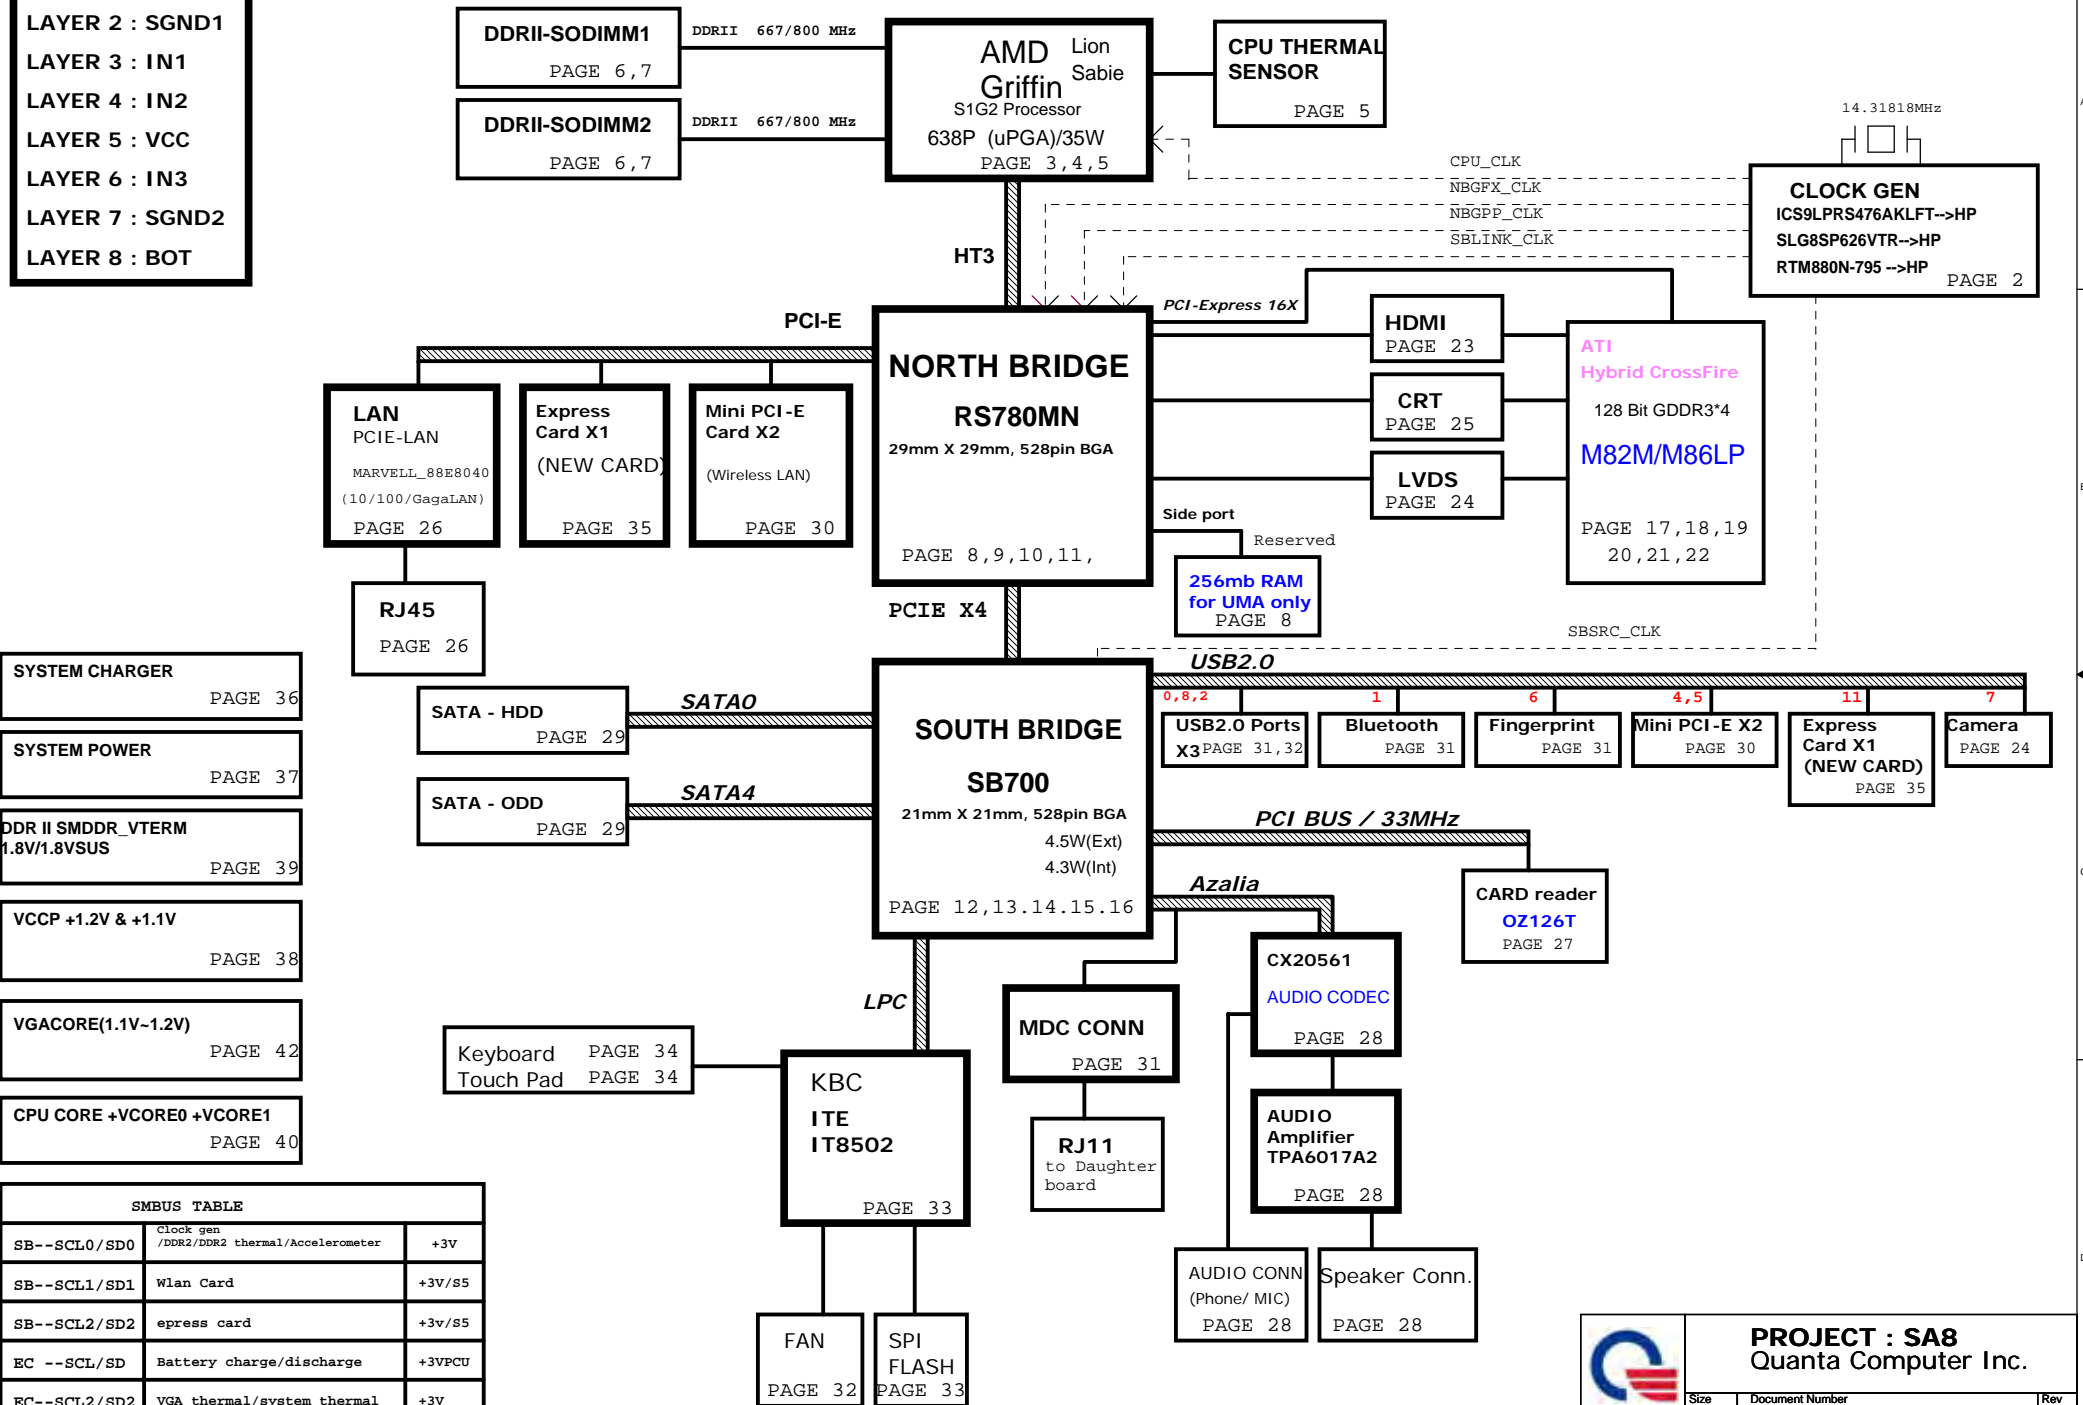 LAYER 2 : SGND1
LAYER 3 : IN1
LAYER 4 : IN2
LAYER 5 : VCC
LAYER 6 : IN3
LAYER 7 : SGND2
LAYER 8 : BOT
DDRII-SODIMM1
PAGE 6,7
DDRII 667/800 MHz
DDRII-SODIMM2
PAGE 6,7
DDRII 667/800 MHz
AMD Lion
Griffin Sabie
S1G2 Processor
638P (uPGA)/35W
PAGE 3,4,5
CPU THERMAL
SENSOR
PAGE 5
14.31818MHz
CPU_CLK
NBGFX_CLK
NBGPP_CLK
SBLINK_CLK
CLOCK GEN
ICS9LPRS476AKLFT-->HP
SLG8SP626VTR-->HP
RTM880N-795 -->HP
PAGE 2
HT3
PCI-E
PCI-Express 16X
NORTH BRIDGE
RS780MN
29mm X 29mm, 528pin BGA
PAGE 8,9,10,11,
HDMI
PAGE 23
CRT
PAGE 25
LVDS
PAGE 24
ATI
Hybrid CrossFire
128 Bit GDDR3*4
M82M/M86LP
PAGE 17,18,19
20,21,22
LAN
PCIE-LAN
MARVELL_88E8040
(10/100/GagaLAN)
PAGE 26
Express
Card X1
(NEW CARD)
PAGE 35
Mini PCI-E
Card X2
(Wireless LAN)
PAGE 30
Side port
Reserved
256mb RAM
for UMA only
PAGE 8
RJ45
PAGE 26
PCIE X4
SBSRC_CLK
SYSTEM CHARGER
PAGE 36
SYSTEM POWER
PAGE 37
DDR II SMDDR_VTERM
1.8V/1.8VSUS
PAGE 39
VCCP +1.2V & +1.1V
PAGE 38
VGACORE(1.1V~1.2V)
PAGE 42
CPU CORE +VCORE0 +VCORE1
PAGE 40
SATA - HDD
PAGE 29
SATA0
SATA - ODD
PAGE 29
SATA4
SOUTH BRIDGE
SB700
21mm X 21mm, 528pin BGA
4.5W(Ext)
4.3W(Int)
PAGE 12,13.14.15.16
USB2.0
0,8,2
1
6
4,5
11
7
USB2.0 Ports
X3 PAGE 31,32
Bluetooth
PAGE 31
Fingerprint
PAGE 31
Mini PCI-E X2
PAGE 30
Express
Card X1
(NEW CARD)
PAGE 35
Camera
PAGE 24
PCI BUS / 33MHz
CARD reader
OZ126T
PAGE 27
Azalia
CX20561
AUDIO CODEC
PAGE 28
MDC CONN
PAGE 31
RJ11
to Daughter
board
AUDIO
Amplifier
TPA6017A2
PAGE 28
AUDIO CONN
(Phone/ MIC)
PAGE 28
Speaker Conn.
PAGE 28
LPC
Keyboard PAGE 34
Touch Pad PAGE 34
KBC
ITE
IT8502
PAGE 33
FAN
PAGE 32
SPI
FLASH
PAGE 33
SMBUS TABLE
SB--SCL0/SD0 Clock gen /DDR2/DDR2 thermal/Accelerometer +3V
SB--SCL1/SD1 Wlan Card +3V/S5
SB--SCL2/SD2 epress card +3v/S5
EC --SCL/SD Battery charge/discharge +3VPCU
EC--SCL2/SD2 VGA thermal/system thermal +3V
PROJECT : SA8
Quanta Computer Inc.
Size Document Number Rev